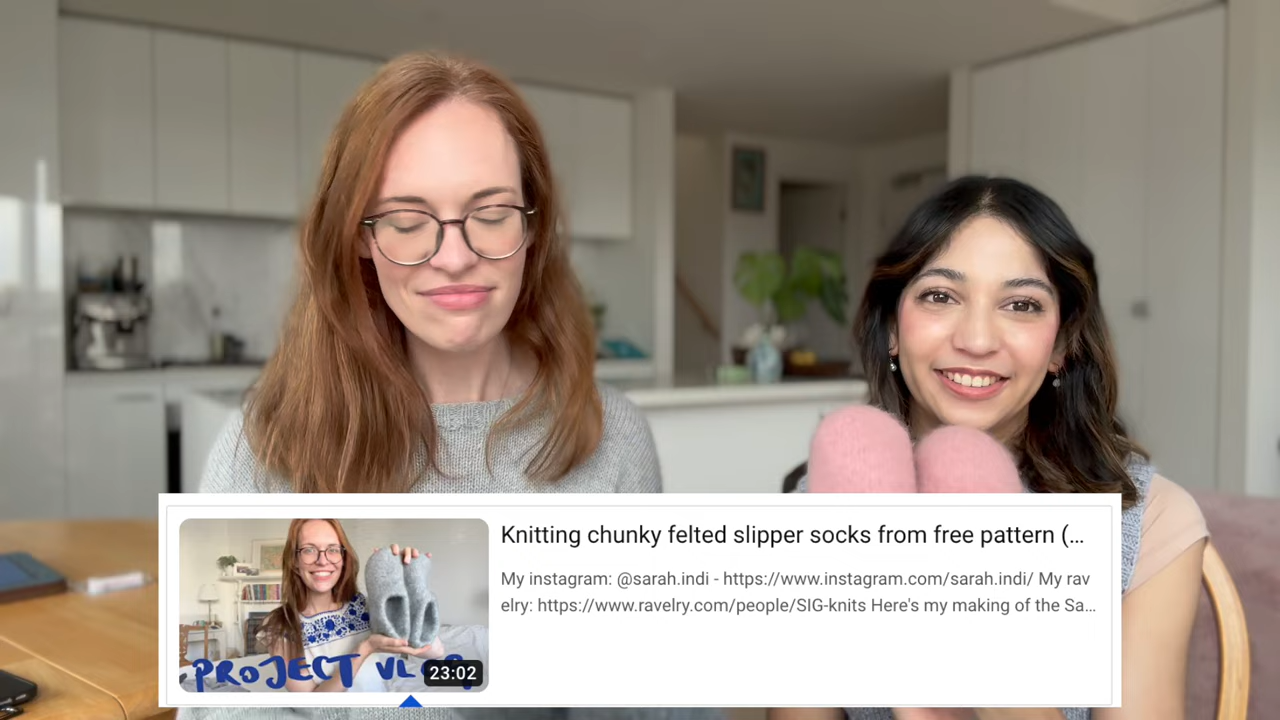 Knitting chunky felted slipper socks from free pattern (...
My instagram: @sarah.indi - https://www.instagram.com/sarah.indi/ My rav
elry: https://www.ravelry.com/people/SIG-knits Here's my making of the Sa...
PROJECT
23:02